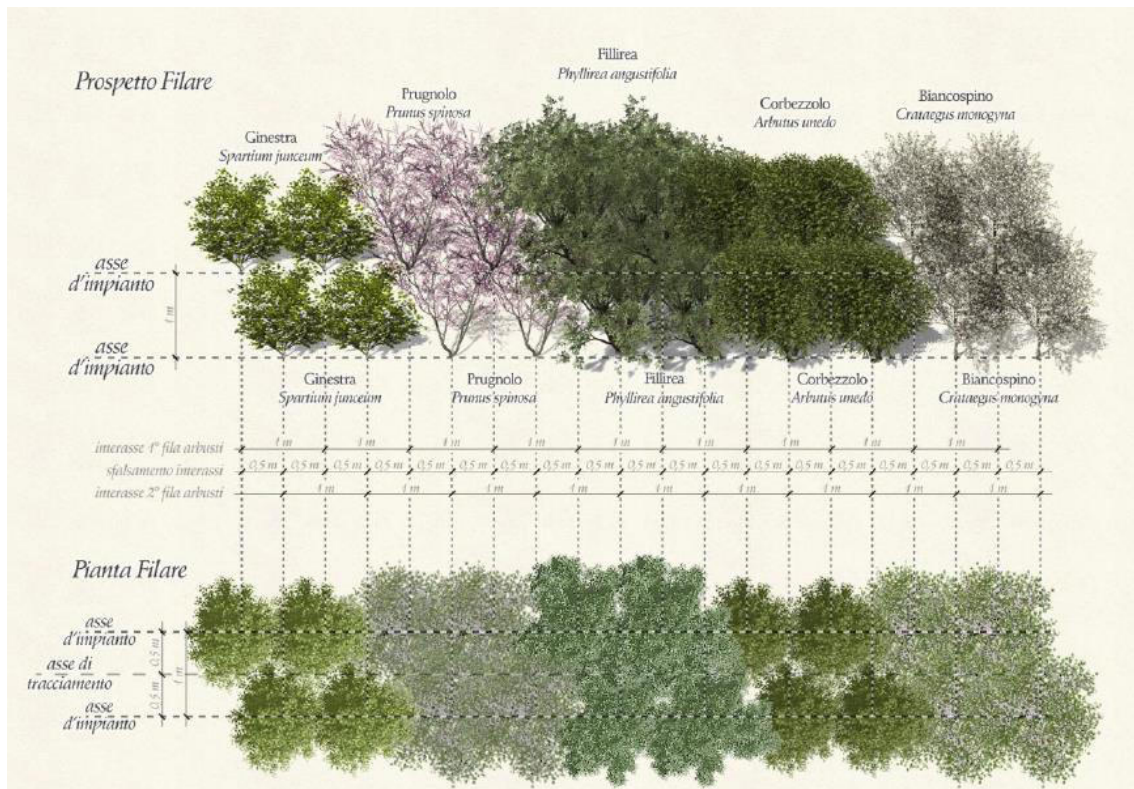 Prospetto Filare
Fillirea
Phyllirea angustifolia
Prugnolo
Prunus spinosa
Corbezzolo
Arbutus unedo
Biancospino
Crataegus monogyna
Ginestra
Spartium junceum
asse
d'impianto
1 m
asse
d'impianto
Ginestra
Spartium junceum
Prugnolo
Prunus spinosa
Fillirea
Phyllirea angustifolia
Corbezzolo
Arbutus unedo
Biancospino
Crataegus monogyna
interasse 1° fila arbusti 1 m 1 m 1 m 1 m 1 m 1 m 1 m 1 m 1 m
sfalsamento interassi 0,5 m 0,5 m 0,5 m 0,5 m 0,5 m 0,5 m 0,5 m 0,5 m 0,5 m 0,5 m 0,5 m 0,5 m 0,5 m 0,5 m 0,5 m 0,5 m 0,5 m 0,5 m 0,5 m
interasse 2° fila arbusti 1 m 1 m 1 m 1 m 1 m 1 m 1 m 1 m 1 m
Pianta Filare
asse
d'impianto
0,5 m
asse di
tracciamento
1 m
0,5 m
asse
d'impianto